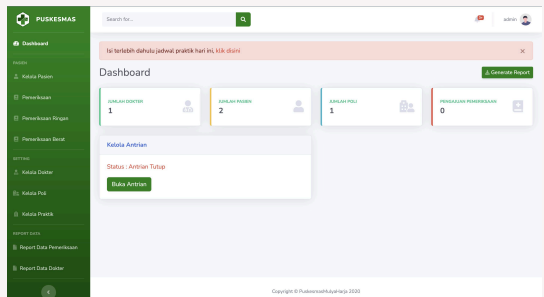 PUSKESMAS
Search for...
admin
Dashboard
Isi terlebih dahulu jadwal praktik hari ini, klik disini
×
PASIEN
Kelola Pasien
Pemeriksaan
Pemeriksaan Ringan
Pemeriksaan Berat
SETTING
Kelola Dokter
Kelola Poli
Kelola Praktik
REPORT DATA
Report Data Pemeriksaan
Report Data Dokter
Dashboard
Generate Report
JUMLAH DOKTER
1
JUMLAH PASIEN
2
JUMLAH POLI
1
PENGAJUAN PEMERIKSAAN
0
Kelola Antrian
Status : Antrian Tutup
Buka Antrian
Copyright © PuskesmasMulyaHarja 2020